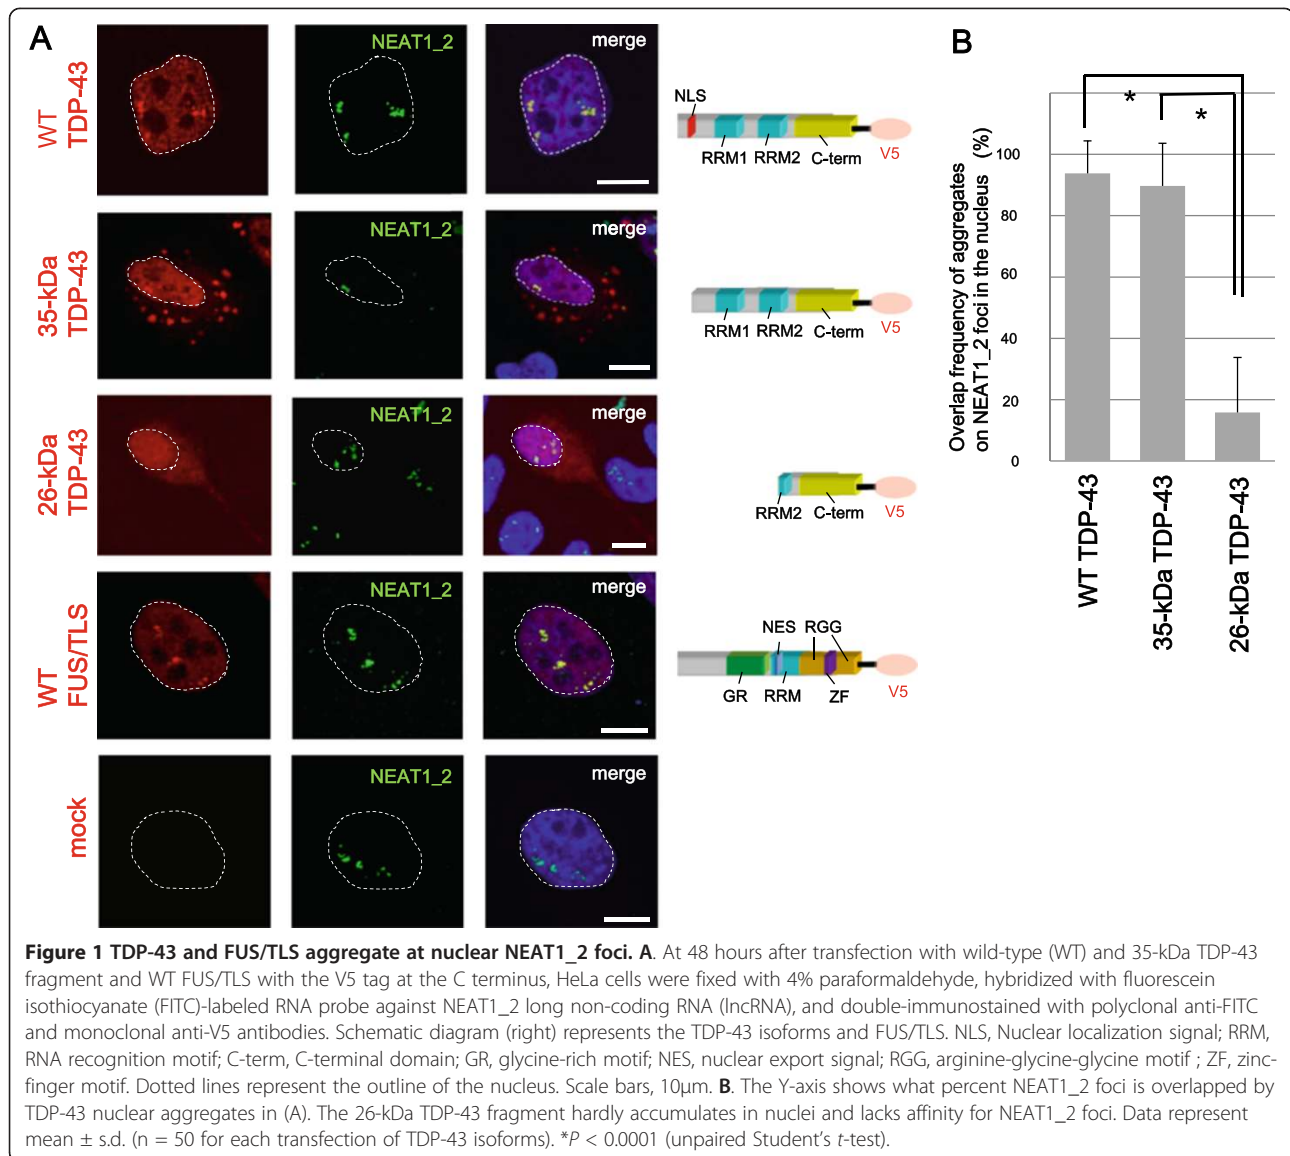 A
WT
TDP-43
NEAT1_2
merge
NLS
RRM1
RRM2
C-term
V5
35-kDa
TDP-43
NEAT1_2
merge
RRM1
RRM2
C-term
V5
26-kDa
TDP-43
NEAT1_2
merge
RRM2
C-term
V5
WT
FUS/TLS
NEAT1_2
merge
NES
RGG
GR
RRM
ZF
V5
mock
NEAT1_2
merge
B
Overlap frequency of aggregates
on NEAT1_2 foci in the nucleus (%)
*
*
100
80
60
40
20
0
WT TDP-43
35-kDa TDP-43
26-kDa TDP-43
Figure 1 TDP-43 and FUS/TLS aggregate at nuclear NEAT1_2 foci. A. At 48 hours after transfection with wild-type (WT) and 35-kDa TDP-43
fragment and WT FUS/TLS with the V5 tag at the C terminus, HeLa cells were fixed with 4% paraformaldehyde, hybridized with fluorescein
isothiocyanate (FITC)-labeled RNA probe against NEAT1_2 long non-coding RNA (lncRNA), and double-immunostained with polyclonal anti-FITC
and monoclonal anti-V5 antibodies. Schematic diagram (right) represents the TDP-43 isoforms and FUS/TLS. NLS, Nuclear localization signal; RRM,
RNA recognition motif; C-term, C-terminal domain; GR, glycine-rich motif; NES, nuclear export signal; RGG, arginine-glycine-glycine motif ; ZF, zinc-
finger motif. Dotted lines represent the outline of the nucleus. Scale bars, 10μm. B. The Y-axis shows what percent NEAT1_2 foci is overlapped by
TDP-43 nuclear aggregates in (A). The 26-kDa TDP-43 fragment hardly accumulates in nuclei and lacks affinity for NEAT1_2 foci. Data represent
mean ± s.d. (n = 50 for each transfection of TDP-43 isoforms). *P < 0.0001 (unpaired Student's t-test).